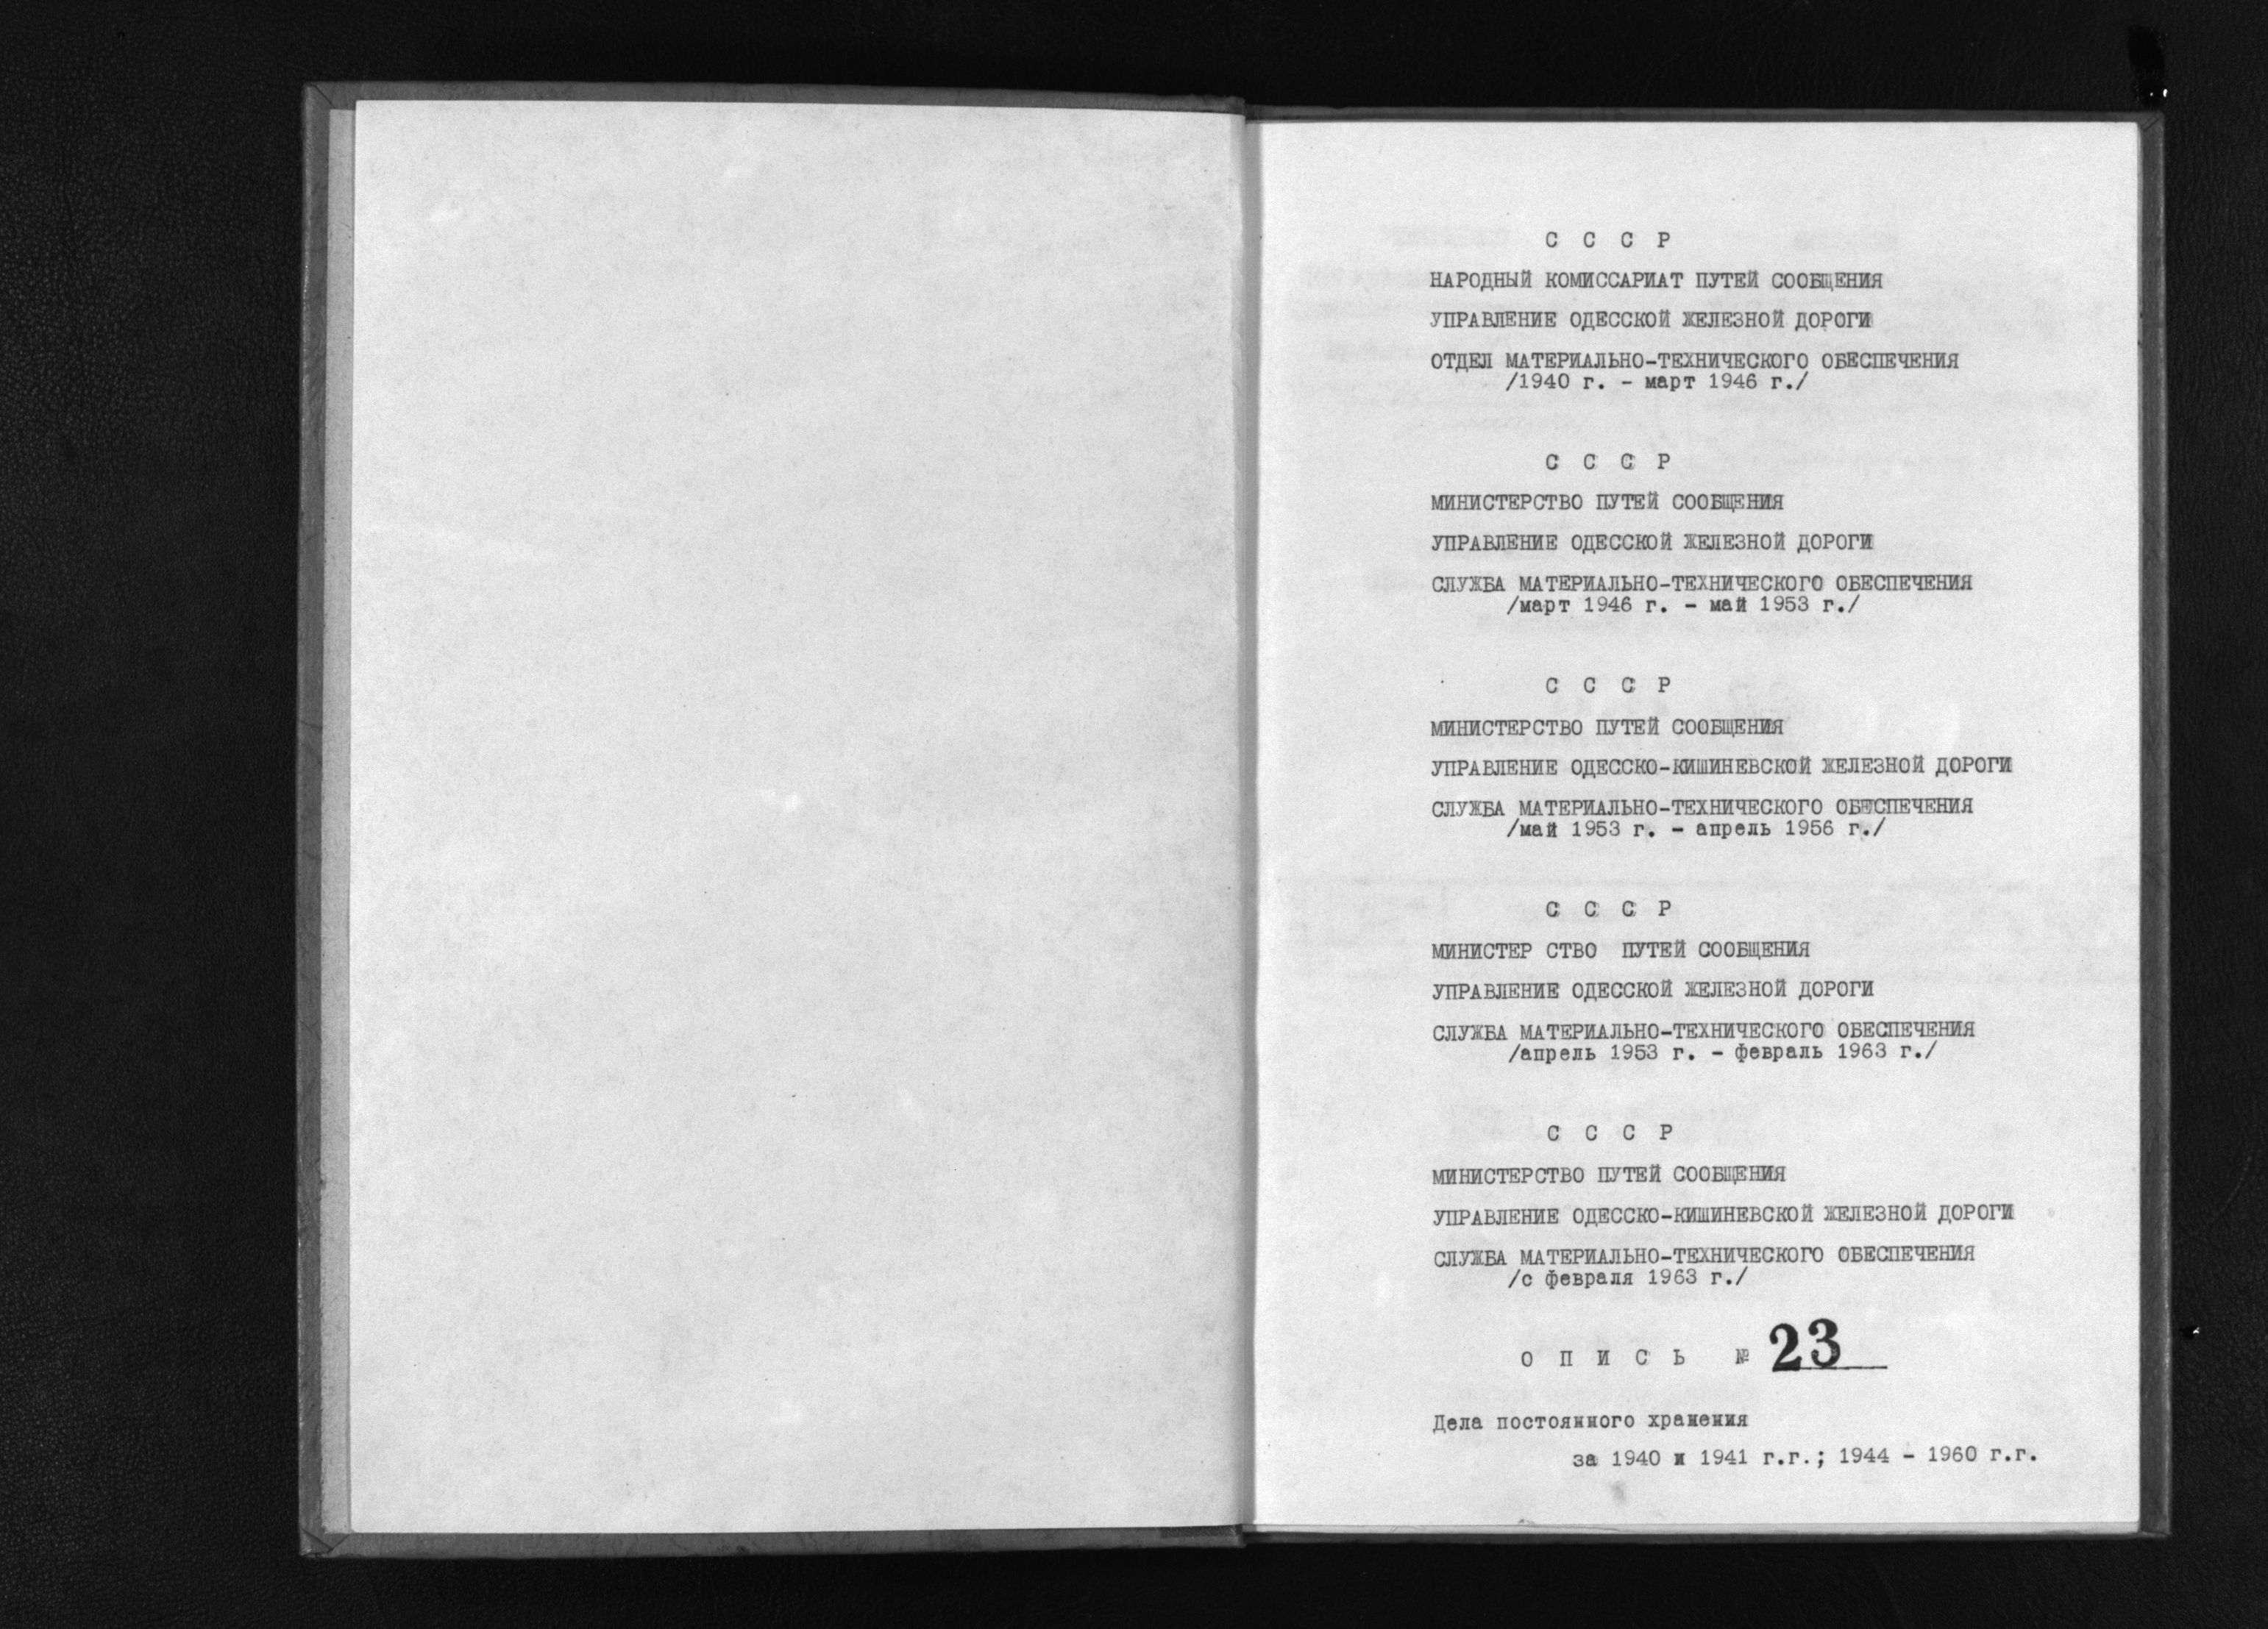 С С С Р
НАРОДНЫЙ КОМИССАРИАТ ПУТЕЙ СООБЩЕНИЯ
УПРАВЛЕНИЕ ОДЕССКОЙ ЖЕЛЕЗНОЙ ДОРОГИ
ОТДЕЛ МАТЕРИАЛЬНО-ТЕХНИЧЕСКОГО ОБЕСПЕЧЕНИЯ
/1940 г. - март 1946 г./
С С С Р
МИНИСТЕРСТВО ПУТЕЙ СООБЩЕНИЯ
УПРАВЛЕНИЕ ОДЕССКОЙ ЖЕЛЕЗНОЙ ДОРОГИ
СЛУЖБА МАТЕРИАЛЬНО-ТЕХНИЧЕСКОГО ОБЕСПЕЧЕНИЯ
/март 1946 г. - май 1953 г./
С С С Р
МИНИСТЕРСТВО ПУТЕЙ СООБЩЕНИЯ
УПРАВЛЕНИЕ ОДЕССКО-КИШИНЕВСКОЙ ЖЕЛЕЗНОЙ ДОРОГИ
СЛУЖБА МАТЕРИАЛЬНО-ТЕХНИЧЕСКОГО ОБЕСПЕЧЕНИЯ
/май 1953 г. - апрель 1956 г./
С С С Р
МИНИСТЕР СТВО ПУТЕЙ СООБЩЕНИЯ
УПРАВЛЕНИЕ ОДЕССКОЙ ЖЕЛЕЗНОЙ ДОРОГИ
СЛУЖБА МАТЕРИАЛЬНО-ТЕХНИЧЕСКОГО ОБЕСПЕЧЕНИЯ
/апрель 1953 г. - февраль 1963 г./
С С С Р
МИНИСТЕРСТВО ПУТЕЙ СООБЩЕНИЯ
УПРАВЛЕНИЕ ОДЕССКО-КИШИНЕВСКОЙ ЖЕЛЕЗНОЙ ДОРОГИ
СЛУЖБА МАТЕРИАЛЬНО-ТЕХНИЧЕСКОГО ОБЕСПЕЧЕНИЯ
/с февраля 1963 г./
О П И С Ь № 23
Дела постоянного хранения
за 1940 и 1941 г.г.; 1944 - 1960 г.г.